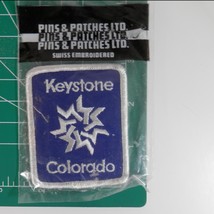 PINS & PATCHES LTD.
PINS & PATCHES LTD.
PINS & PATCHES LTD.
SWISS EMBROIDERED
Keystone
Colorado